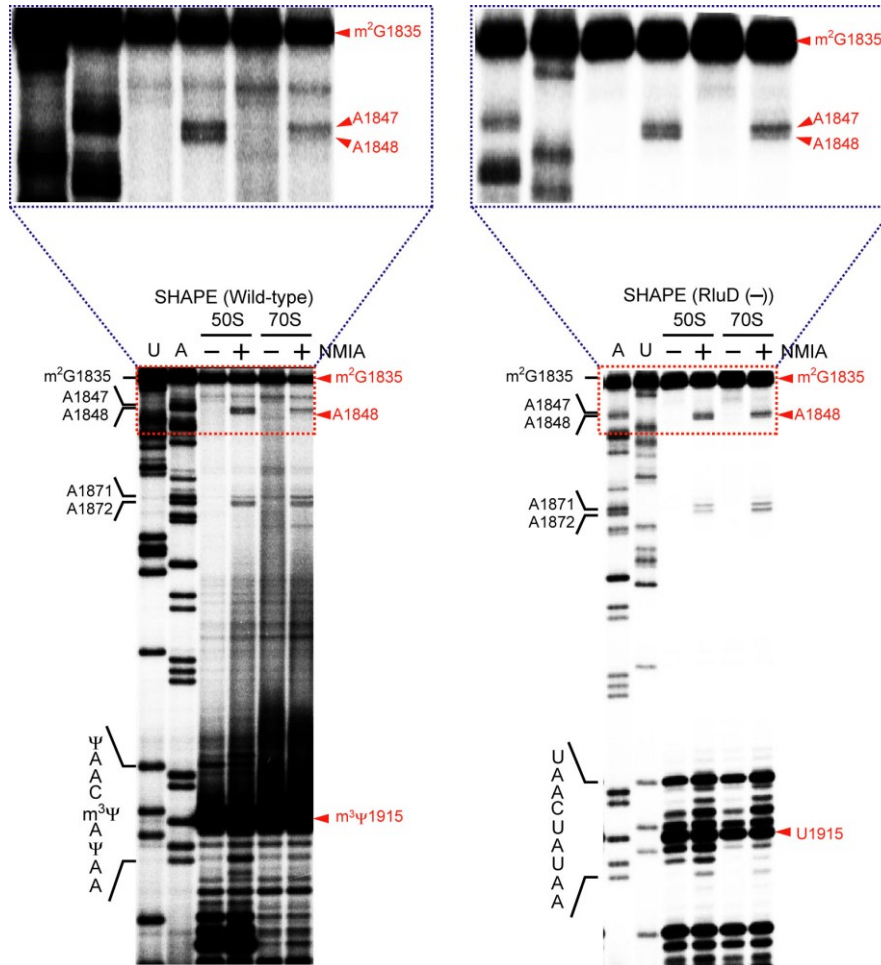 m²G1835
A1847
A1848
m²G1835
A1847
A1848
SHAPE (Wild-type)
50S 70S
U A − + − + NMIA
m²G1835
m²G1835
A1847
A1848
A1848
A1871
A1872
Ψ
A
A
C
m³Ψ
A
Ψ
A
A
m³Ψ1915
SHAPE (RluD (−))
50S 70S
A U − + − + NMIA
m²G1835
m²G1835
A1847
A1848
A1848
A1871
A1872
U
A
A
C
U
A
U
A
A
U1915